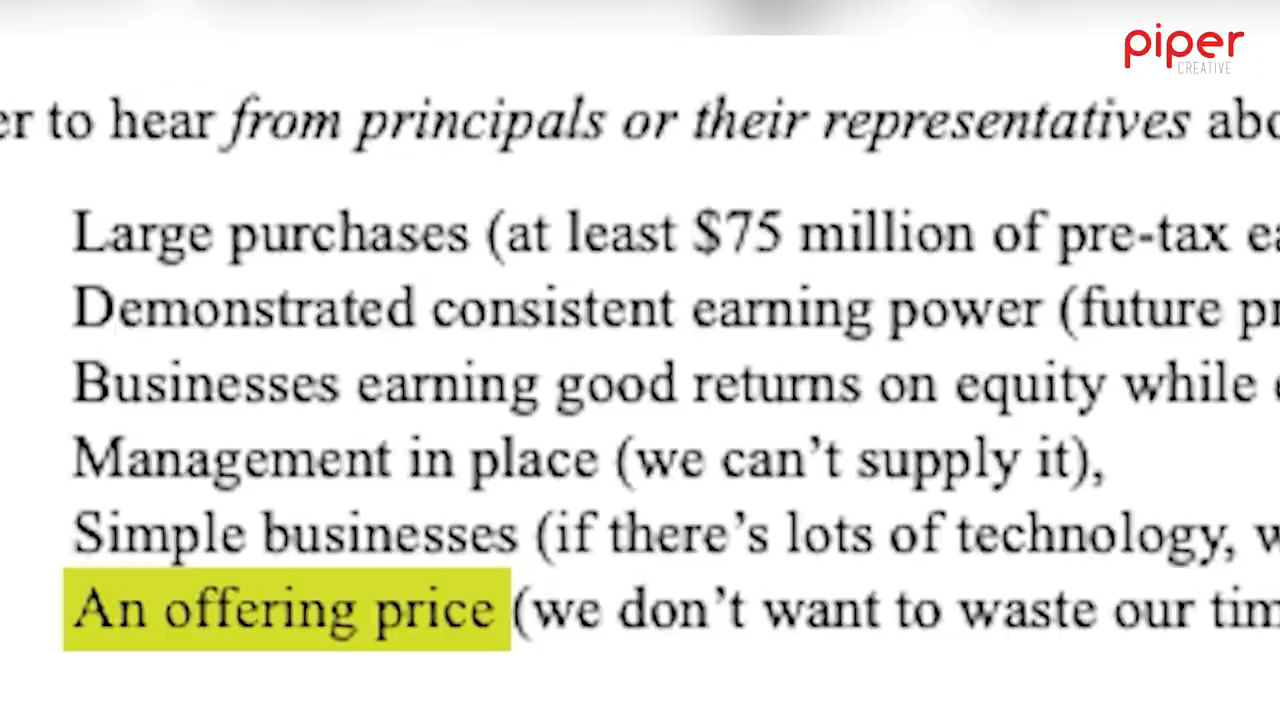 piper
CREATIVE
er to hear from principals or their representatives abo
Large purchases (at least $75 million of pre-tax ea
Demonstrated consistent earning power (future pr
Businesses earning good returns on equity while e
Management in place (we can’t supply it),
Simple businesses (if there’s lots of technology, w
An offering price (we don’t want to waste our tim